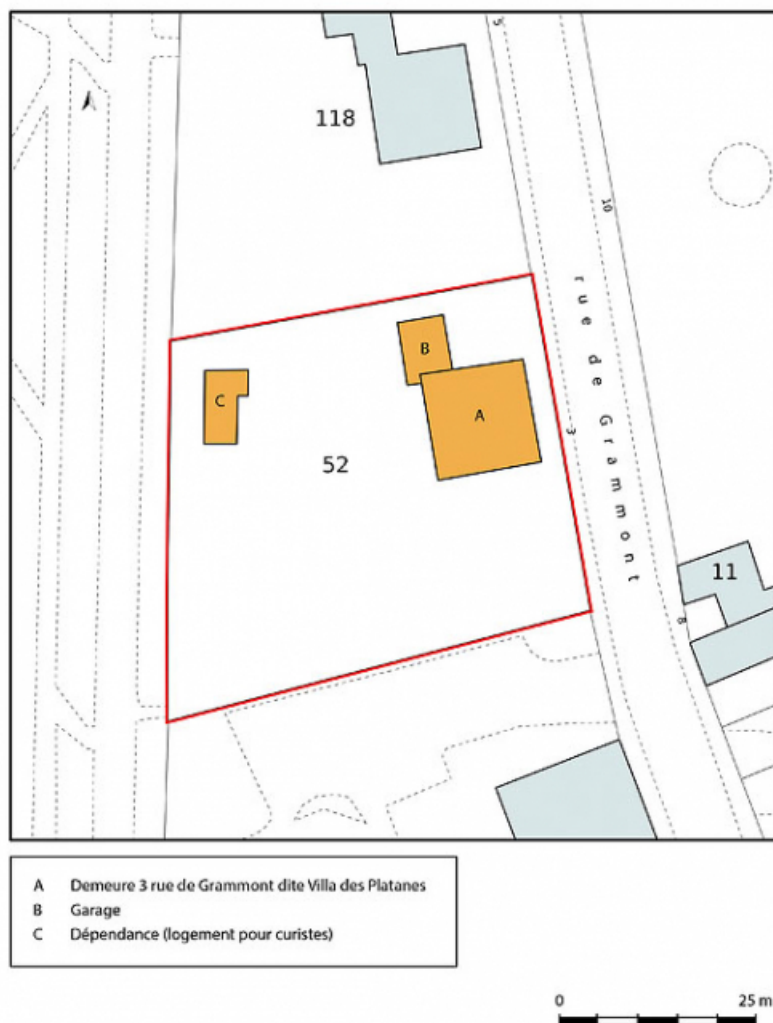 5
118
10
rue de Grammont
B
C
A
3
52
11
8
A Demeure 3 rue de Grammont dite Villa des Platanes
B Garage
C Dépendance (logement pour curistes)
0 25 m